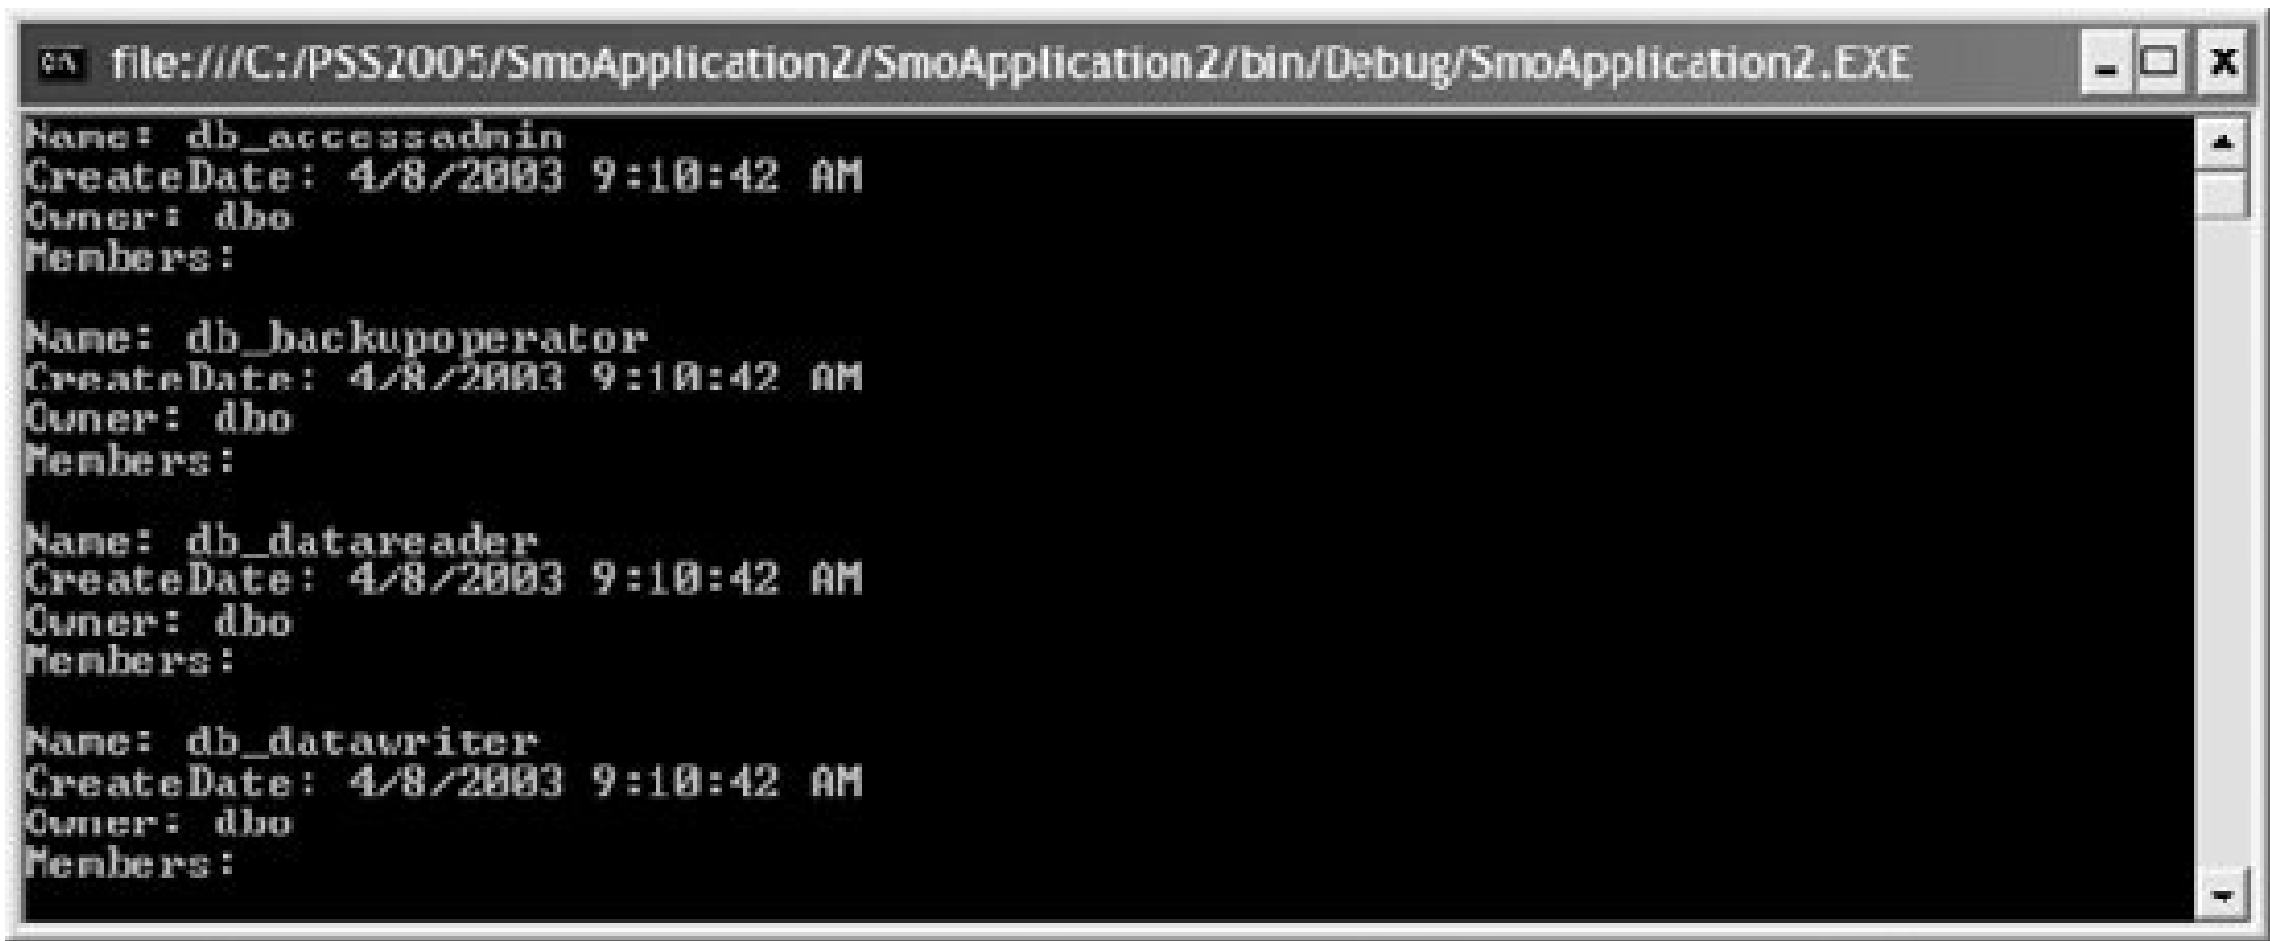 file:///C:/PSS2005/SmoApplication2/SmoApplication2/bin/Debug/SmoApplication2.EXE
Name: db_accessadmin
CreateDate: 4/8/2003 9:10:42 AM
Owner: dbo
Members:
Name: db_backupoperator
CreateDate: 4/8/2003 9:10:42 AM
Owner: dbo
Members:
Name: db_datareader
CreateDate: 4/8/2003 9:10:42 AM
Owner: dbo
Members:
Name: db_datawriter
CreateDate: 4/8/2003 9:10:42 AM
Owner: dbo
Members: